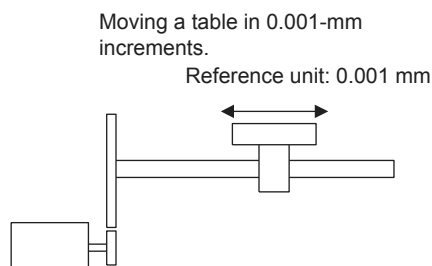 Moving a table in 0.001-mm
increments.
Reference unit: 0.001 mm